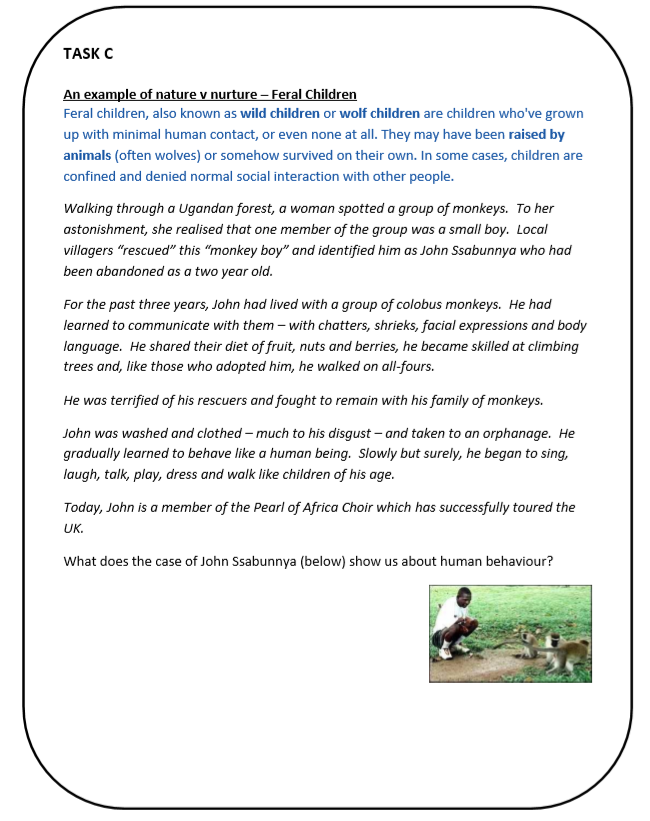 TASK C
An example of nature v nurture – Feral Children
Feral children, also known as wild children or wolf children are children who've grown
up with minimal human contact, or even none at all. They may have been raised by
animals (often wolves) or somehow survived on their own. In some cases, children are
confined and denied normal social interaction with other people.
Walking through a Ugandan forest, a woman spotted a group of monkeys. To her
astonishment, she realised that one member of the group was a small boy. Local
villagers “rescued” this “monkey boy” and identified him as John Ssabunnya who had
been abandoned as a two year old.
For the past three years, John had lived with a group of colobus monkeys. He had
learned to communicate with them – with chatters, shrieks, facial expressions and body
language. He shared their diet of fruit, nuts and berries, he became skilled at climbing
trees and, like those who adopted him, he walked on all-fours.
He was terrified of his rescuers and fought to remain with his family of monkeys.
John was washed and clothed – much to his disgust – and taken to an orphanage. He
gradually learned to behave like a human being. Slowly but surely, he began to sing,
laugh, talk, play, dress and walk like children of his age.
Today, John is a member of the Pearl of Africa Choir which has successfully toured the
UK.
What does the case of John Ssabunnya (below) show us about human behaviour?